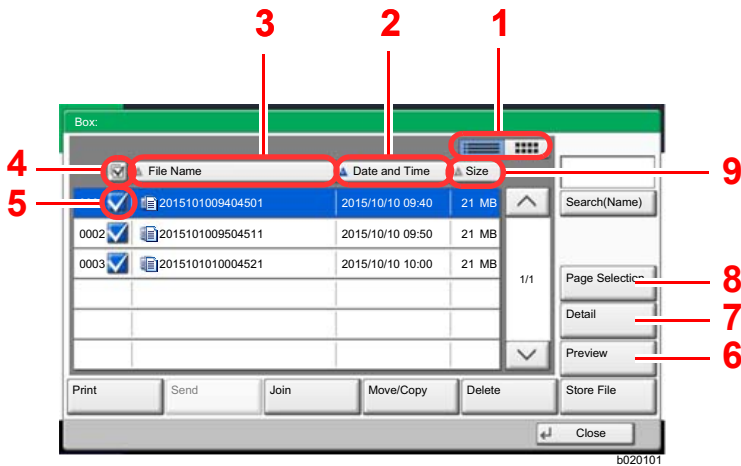 3 2 1
Box:
4 File Name Date and Time Size 9
5 2015101009404501 2015/10/10 09:40 21 MB Search(Name)
0002 2015101009504511 2015/10/10 09:50 21 MB
0003 2015101010004521 2015/10/10 10:00 21 MB
1/1 Page Selection 8
Detail 7
Preview 6
Print Send Join Move/Copy Delete Store File
Close
b020101